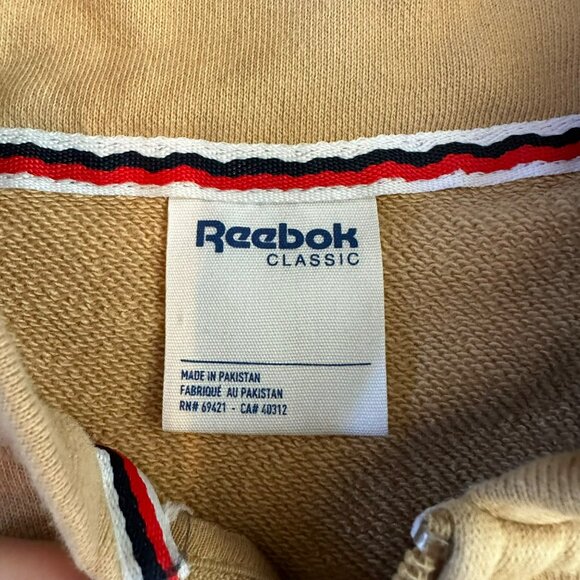 Reebok
CLASSIC
MADE IN PAKISTAN
FABRIQUÉ AU PAKISTAN
RN# 69421 - CA# 40312